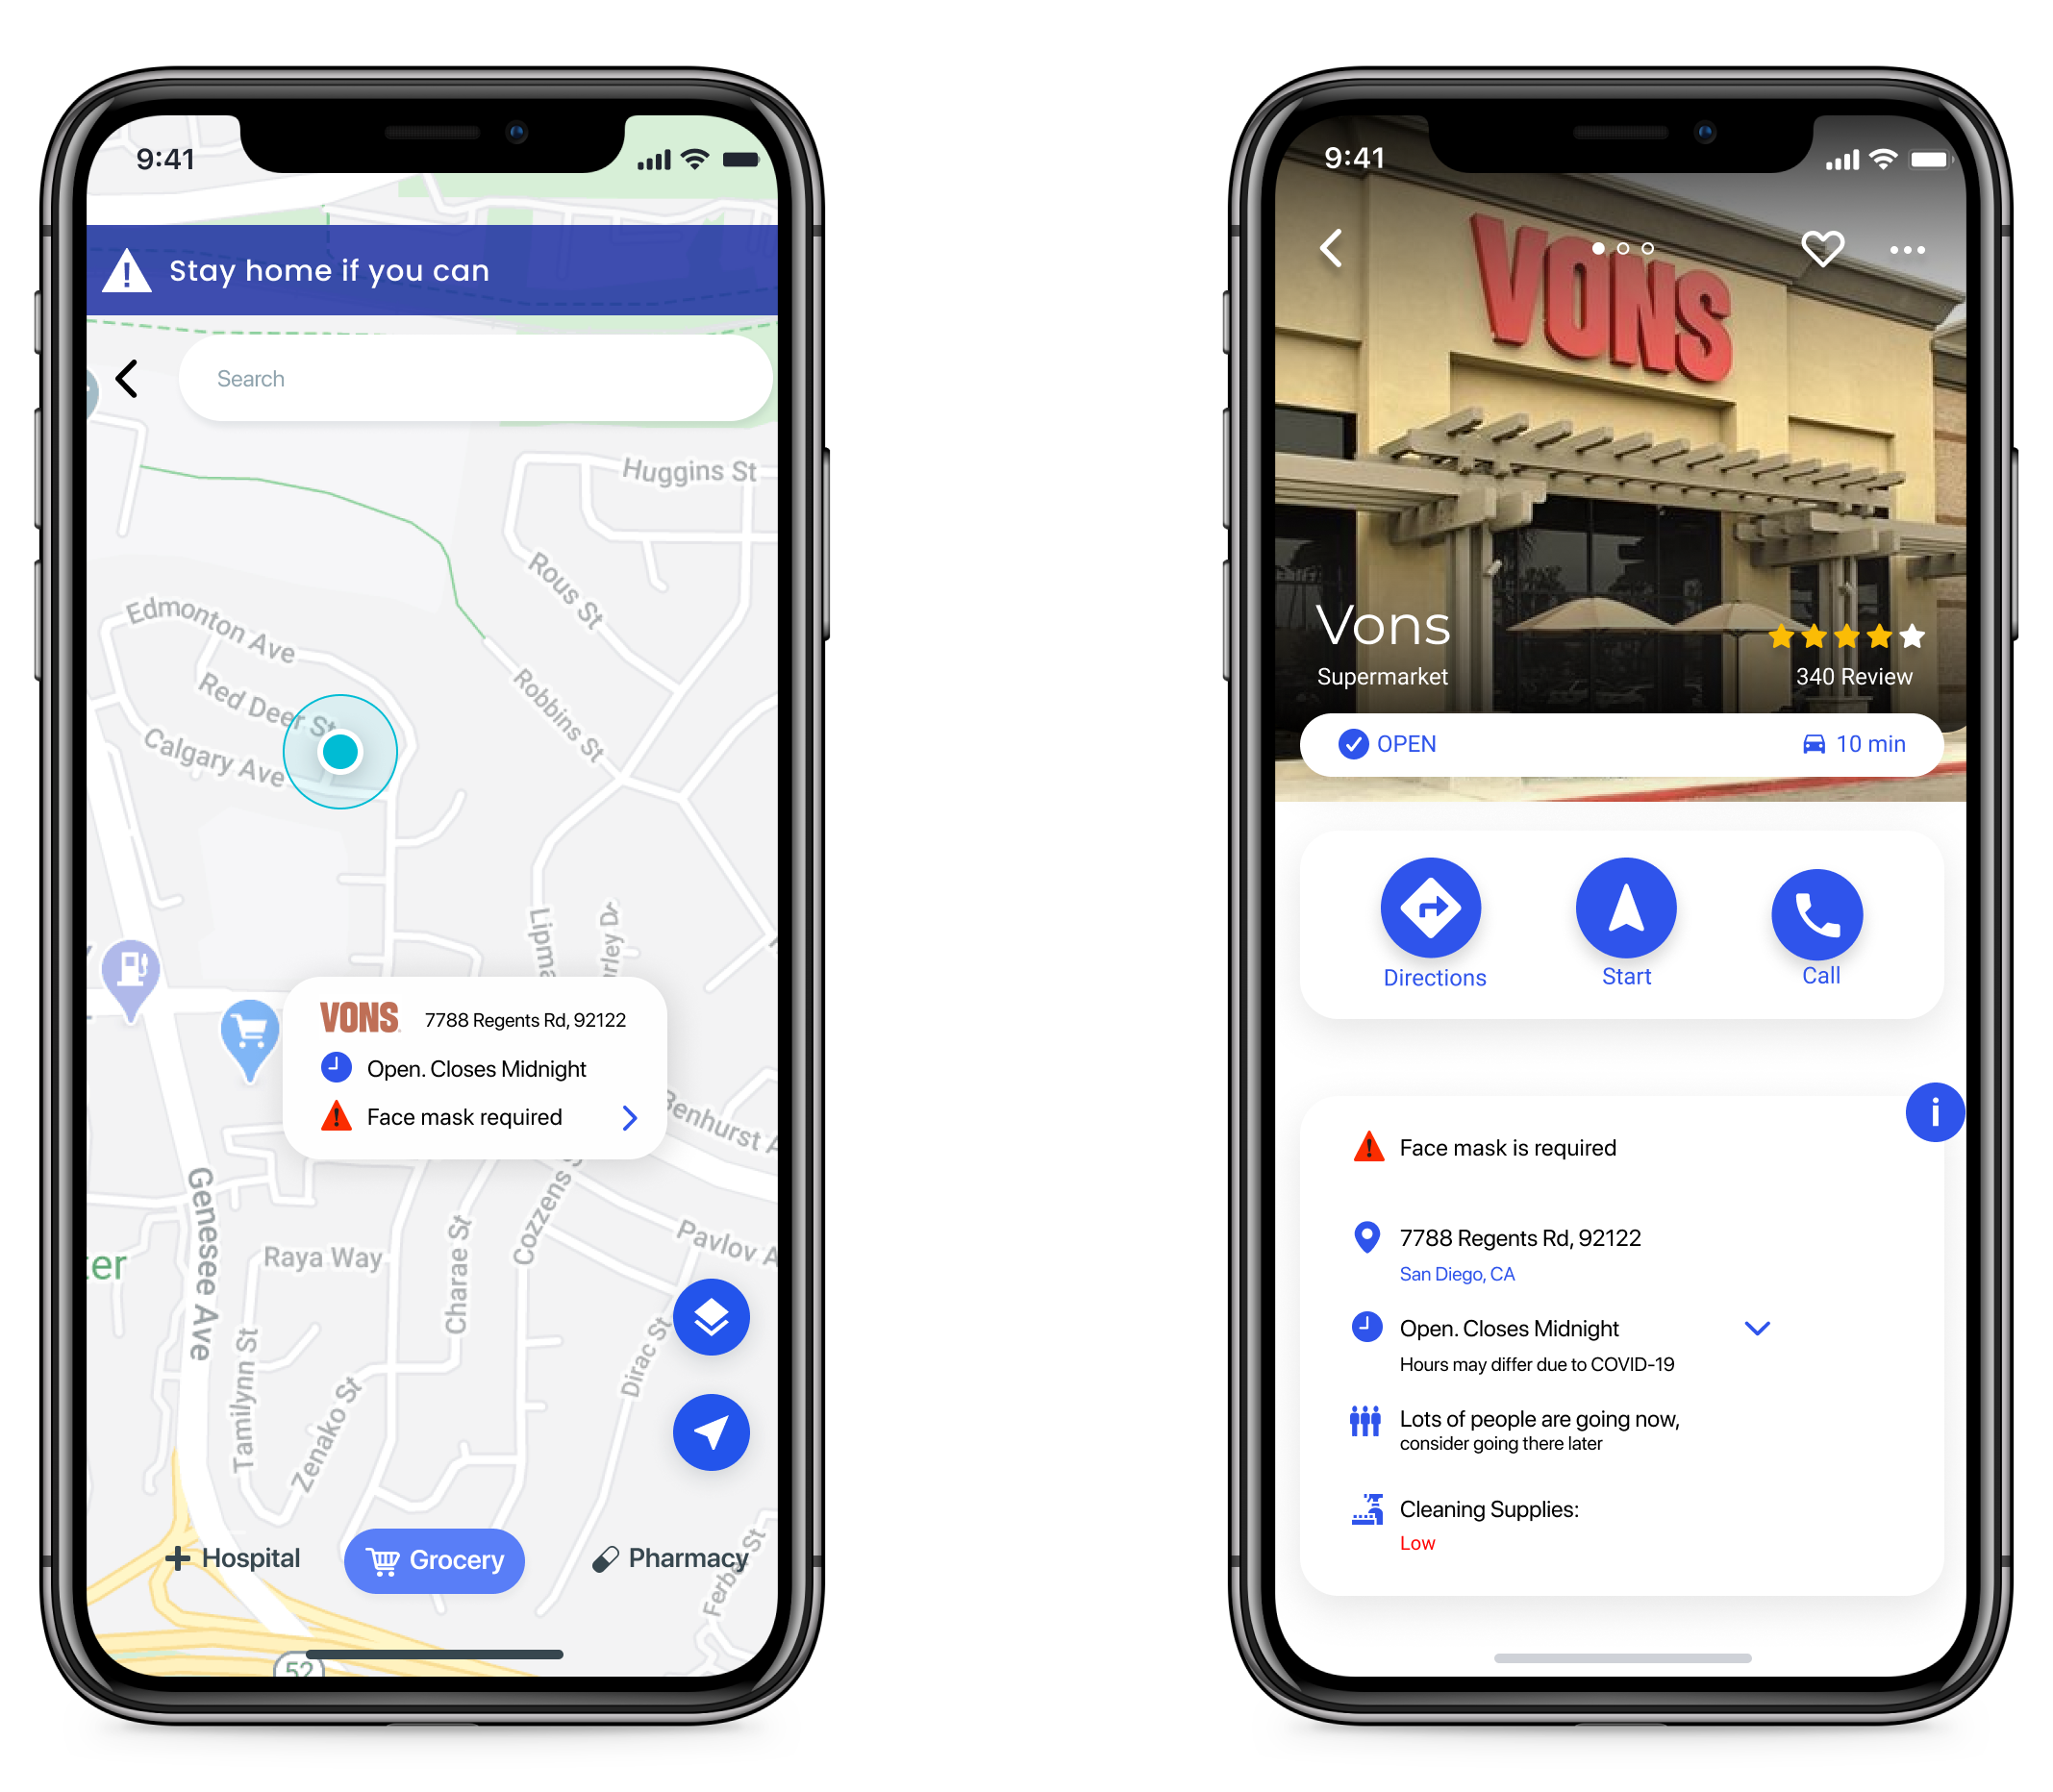 9:41
Stay home if you can
Search
Huggins St
Rous St
Edmonton Ave
Red Deer St
Robbins St
Calgary Ave
VONS
7788 Regents Rd, 92122
Open. Closes Midnight
Face mask required
Genesee Ave
Raya Way
Charae St
Cozzens
Pavlov A
Benhurst A
Tamilynn St
Zenako St
Dirac St
Hospital
Grocery
Pharmacy
52
9:41
VONS
Vons
Supermarket
340 Review
OPEN
10 min
Directions
Start
Call
i
Face mask is required
7788 Regents Rd, 92122
San Diego, CA
Open. Closes Midnight
Hours may differ due to COVID-19
Lots of people are going now,
consider going there later
Cleaning Supplies:
Low